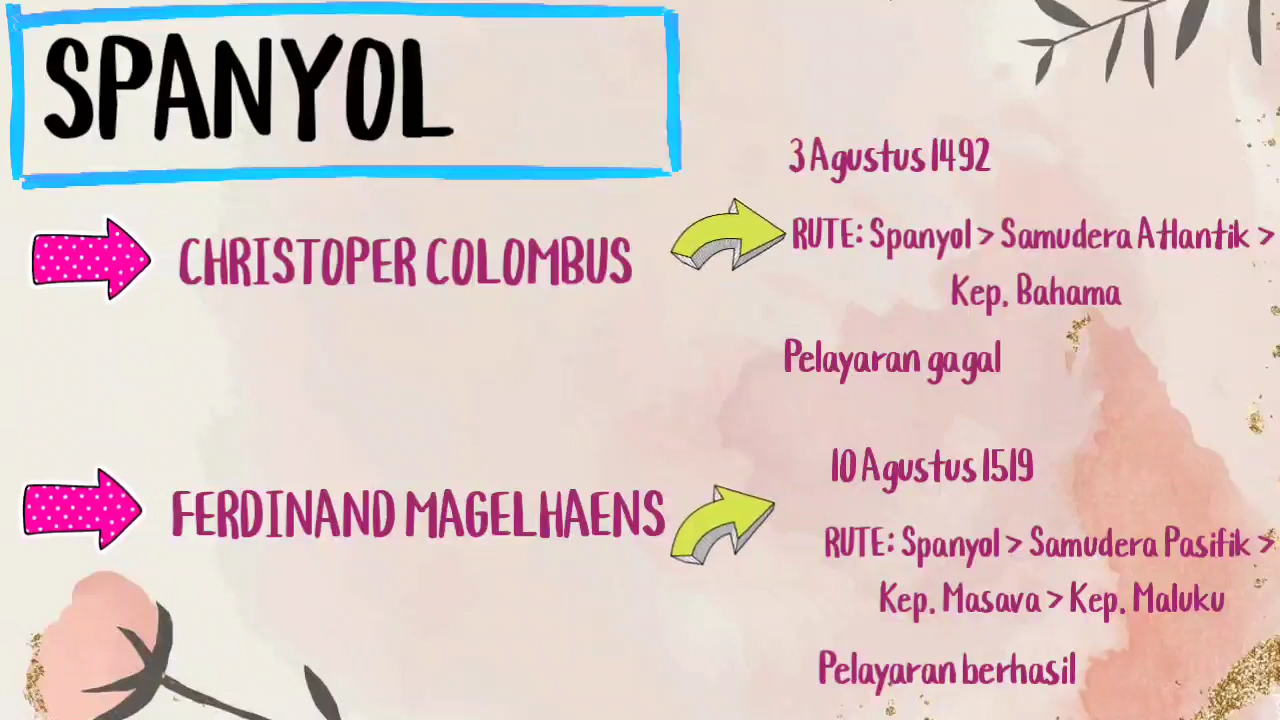 SPANYOL
CHRISTOPER COLOMBUS
3 Agustus 1492
RUTE: Spanyol > Samudera Atlantik >
Kep. Bahama
Pelayaran gagal
FERDINAND MAGELHAENS
10 Agustus 1519
RUTE: Spanyol > Samudera Pasifik >
Kep. Masava > Kep. Maluku
Pelayaran berhasil